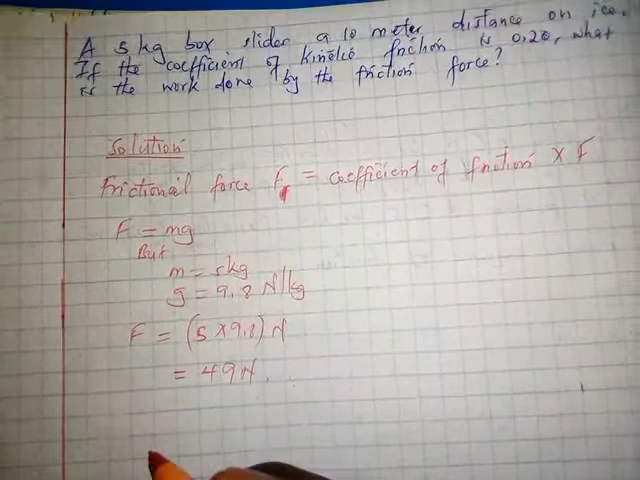 A 5 kg box slides a 10 meter distance on ice.
If the coefficient of kinetic friction is 0.20, what
is the work done by the friction force?
Solution
Frictional force Ff = coefficient of friction × F
F = mg
But
m = 5kg
g = 9.8 N/kg
F = (5 × 9.8) N
= 49N.